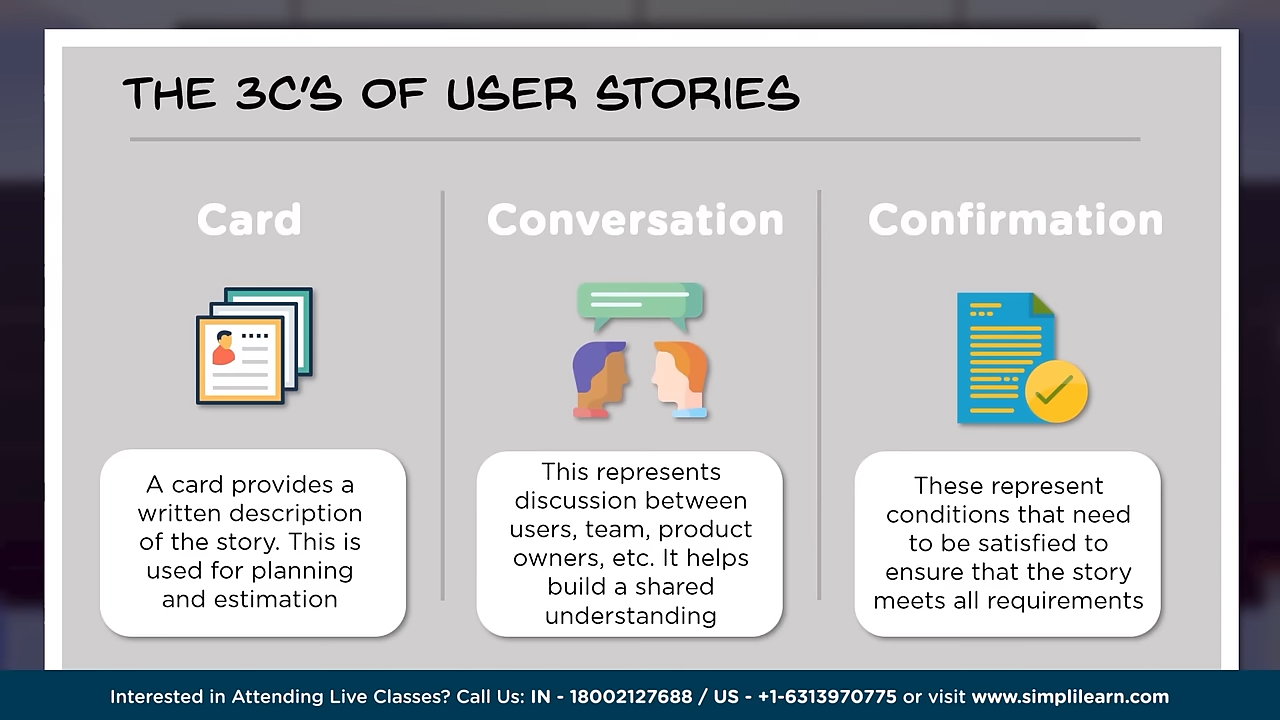 THE 3C'S OF USER STORIES
Card
A card provides a
written description
of the story. This is
used for planning
and estimation
Conversation
This represents
discussion between
users, team, product
owners, etc. It helps
build a shared
understanding
Confirmation
These represent
conditions that need
to be satisfied to
ensure that the story
meets all requirements
Interested in Attending Live Classes? Call Us: IN - 18002127688 / US - +1-6313970775 or visit www.simplilearn.com